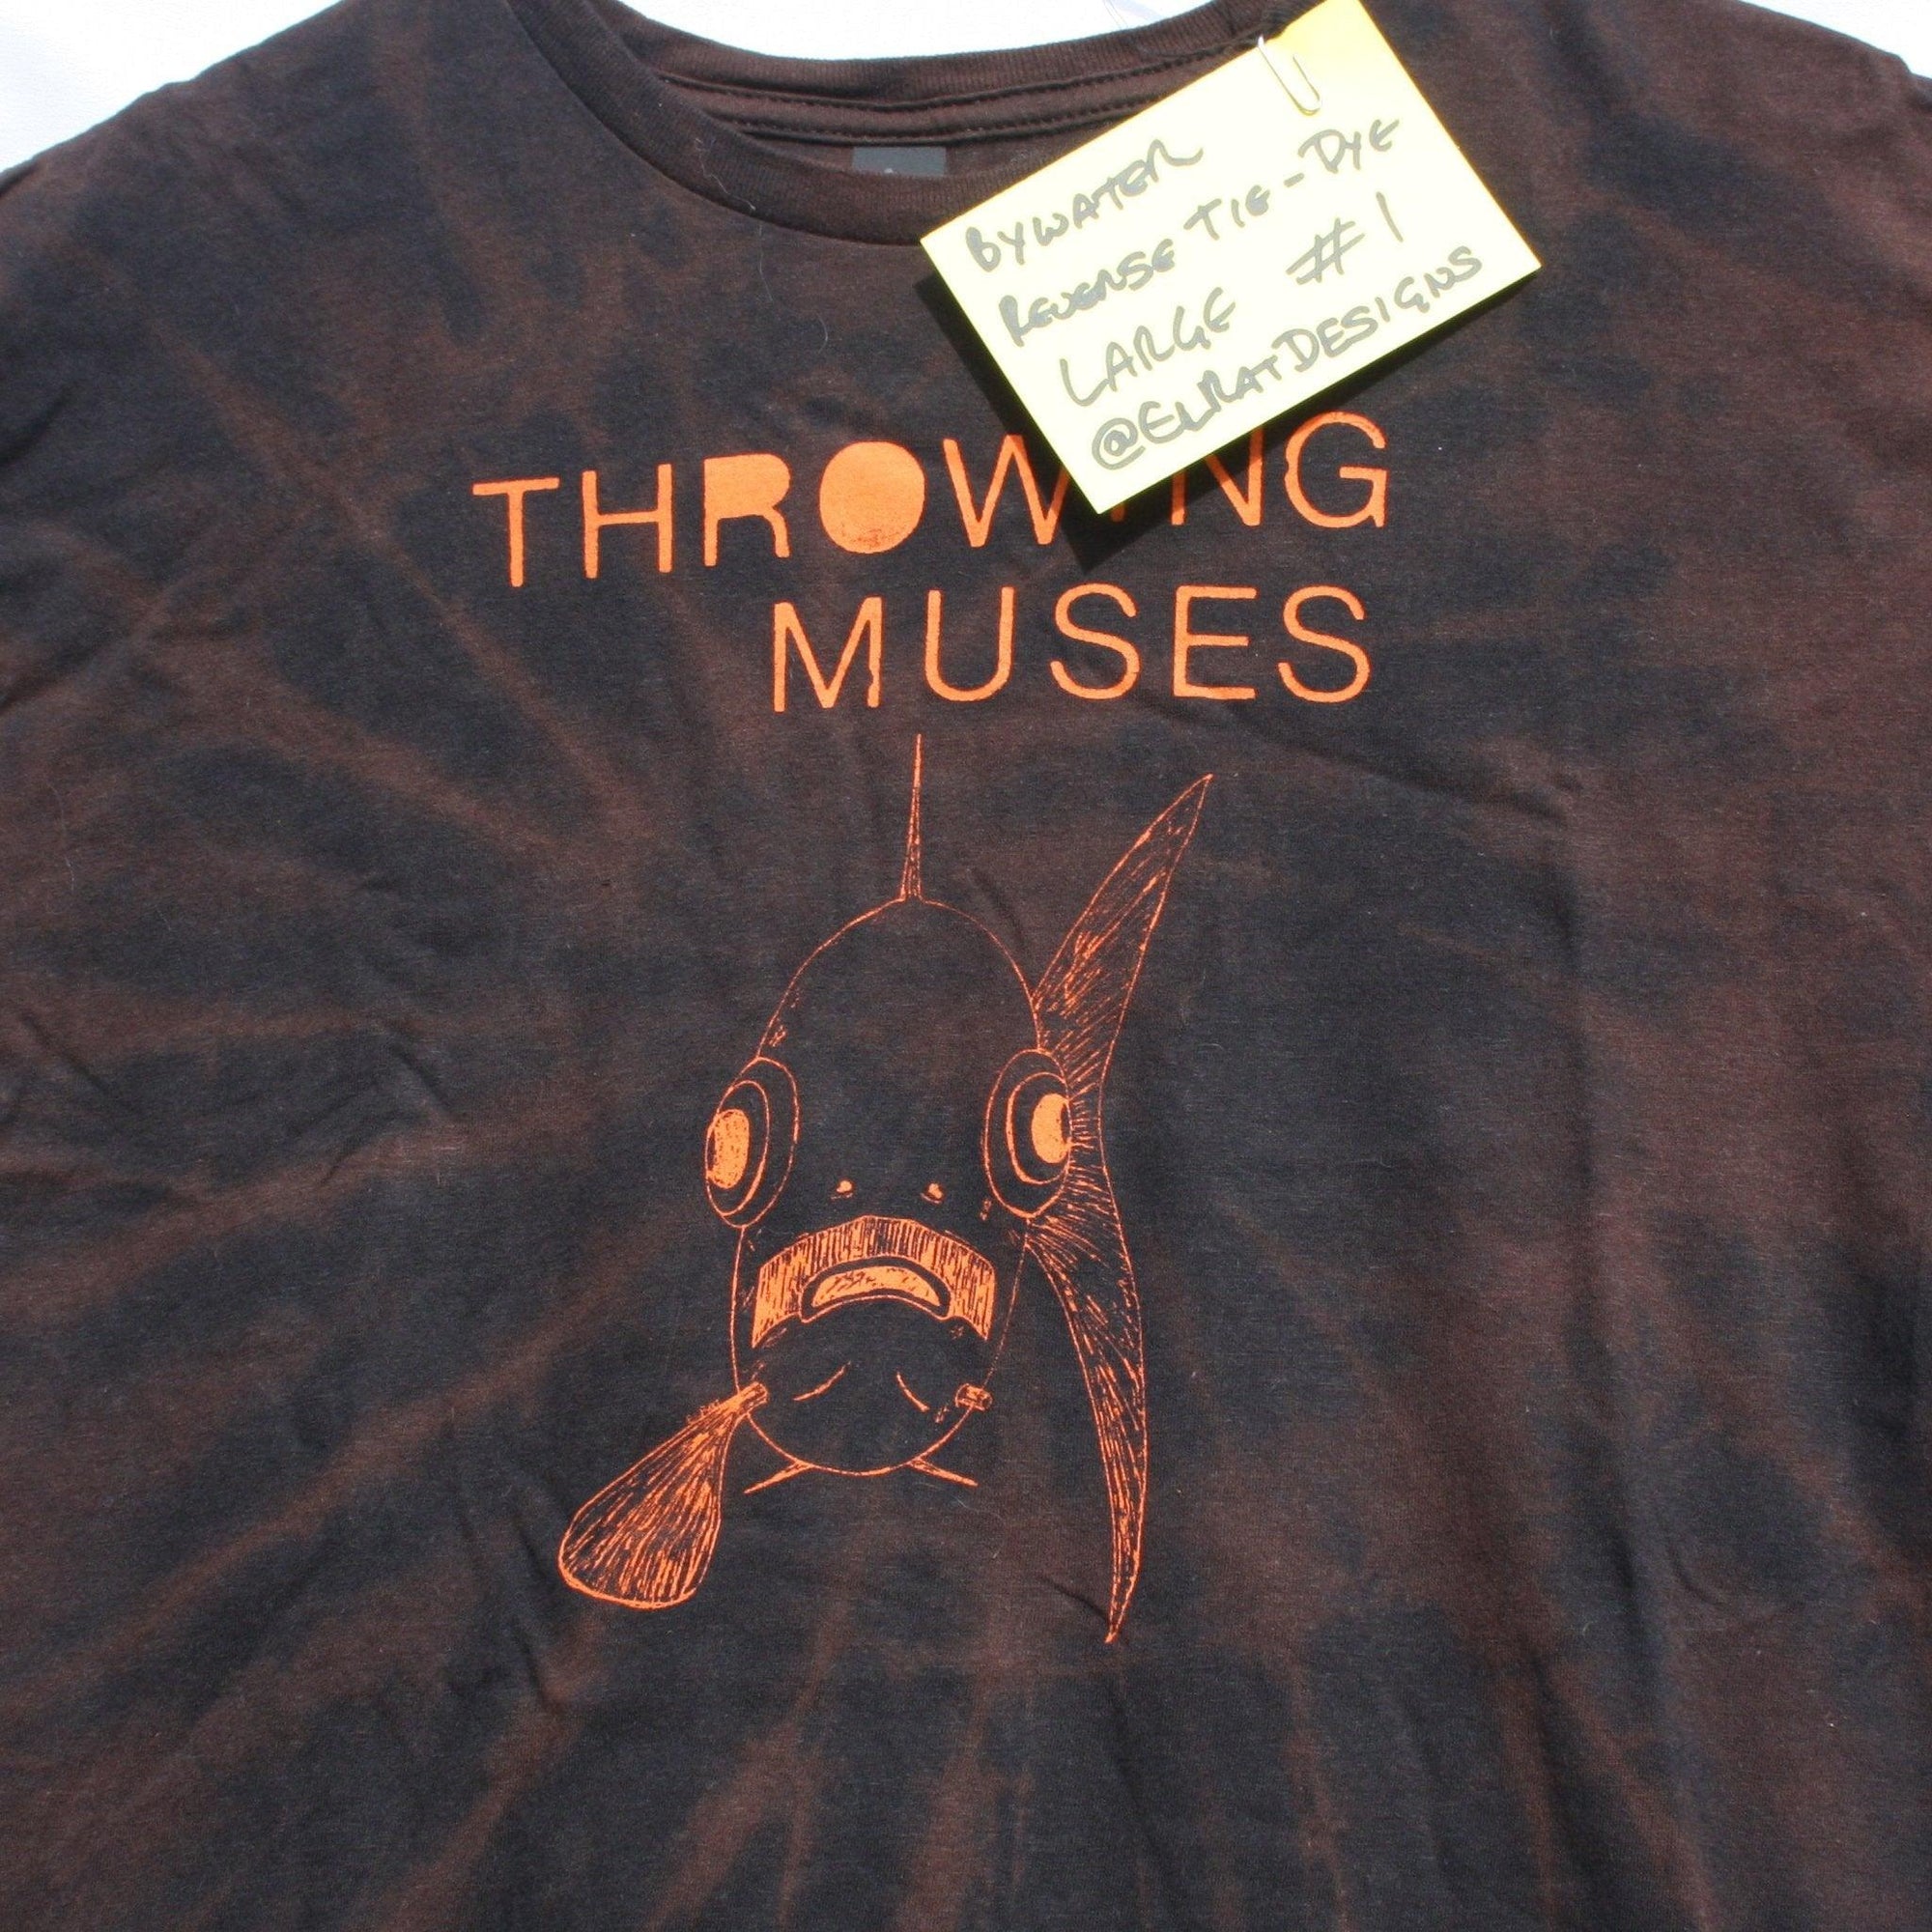 BYWATER
REVERSE TIE-DYE
LARGE #1
@ELRATDESIGNS
THROWING
MUSES